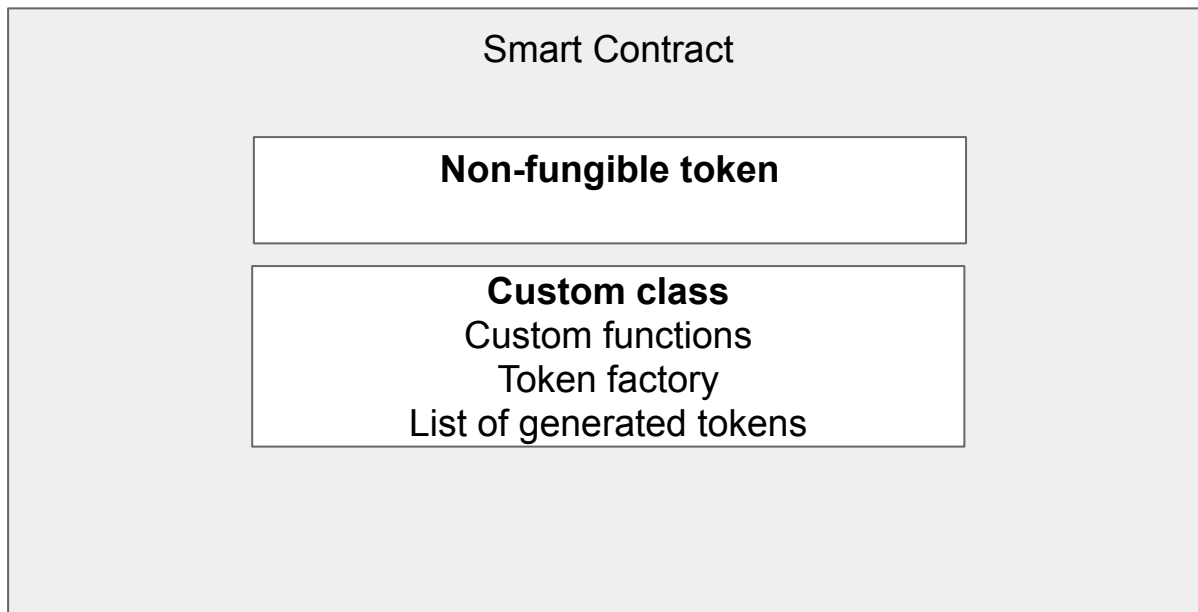 Smart Contract
Non-fungible token
Custom class
Custom functions
Token factory
List of generated tokens